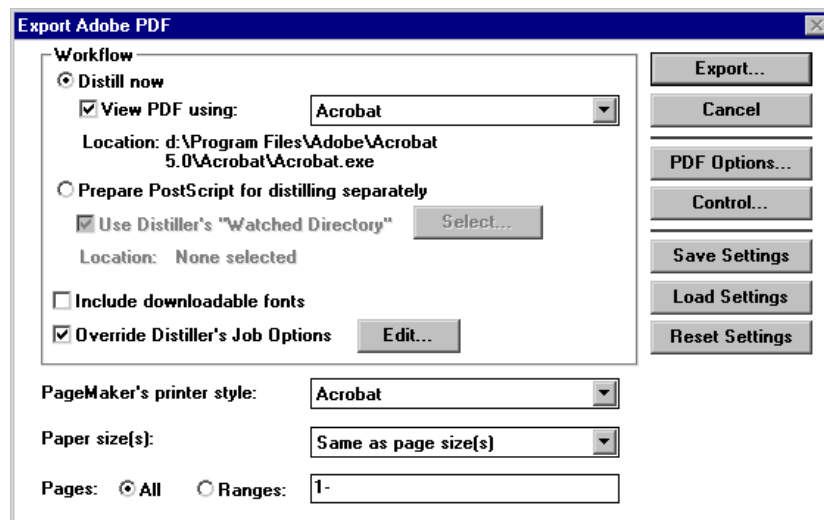 Export Adobe PDF
Workflow
Distill now
View PDF using: Acrobat
Location: d:\Program Files\Adobe\Acrobat
5.0\Acrobat\Acrobat.exe
Prepare PostScript for distilling separately
Use Distiller's "Watched Directory" Select...
Location: None selected
Include downloadable fonts
Override Distiller's Job Options Edit...
PageMaker's printer style: Acrobat
Paper size(s): Same as page size(s)
Pages: All Ranges: 1-
Export...
Cancel
PDF Options...
Control...
Save Settings
Load Settings
Reset Settings